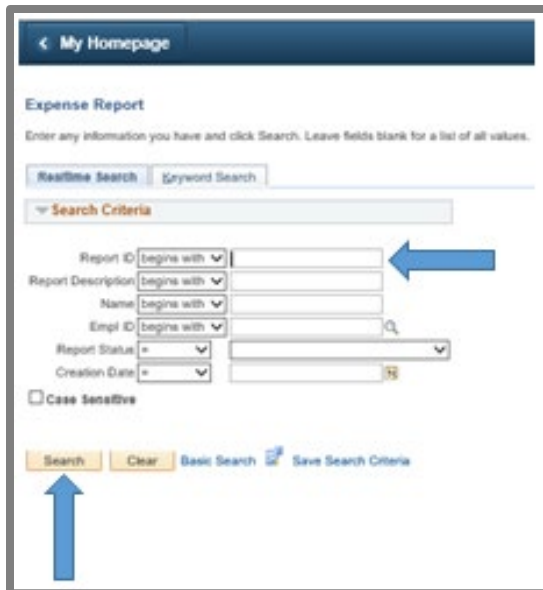 < My Homepage
Expense Report
Enter any information you have and click Search. Leave fields blank for a list of all values.
Realtime Search Keyword Search
Search Criteria
Report ID begins with
Report Description begins with
Name begins with
Empl ID begins with
Report Status =
Creation Date =
Case Sensitive
Search Clear Basic Search Save Search Criteria